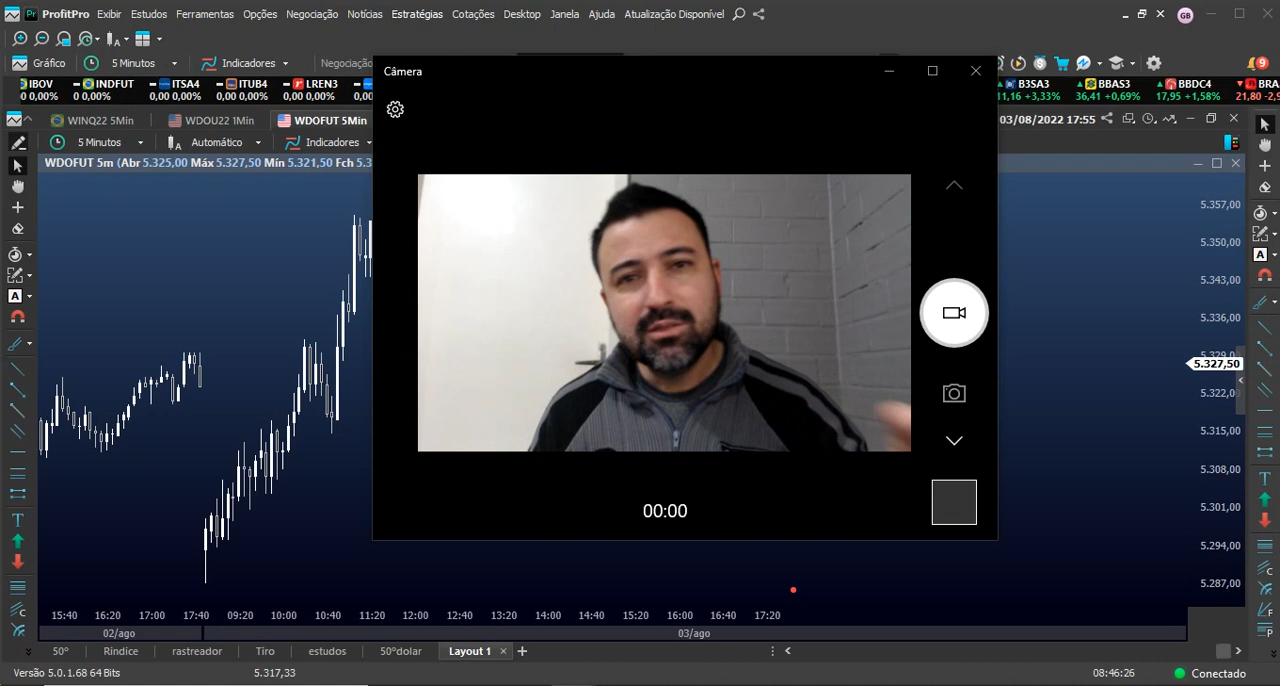 ProfitPro Exibir Estudos Ferramentas Opções Negociação Notícias Estratégias Cotações Desktop Janela Ajuda Atualização Disponível GB
Gráfico 5 Minutos Indicadores Negociação 9
IBOV INDFUT ITSA4 ITUB4 LREN3 B3SA3 BBAS3 BBDC4
0 0,00% 0 0,00% 0,00 0,00% 0,00 0,00% 0,00 0,00% 11,16 +3,33% 36,41 +0,69% 17,95 +1,58% 21,80
WINQ22 5Min WDOU22 1Min WDOFUT 5Min 03/08/2022 17:55
5 Minutos Automático Indicadores
WDOFUT 5m (Abr 5.325,00 Máx 5.327,50 Mín 5.321,50 Fch
Câmera
00:00
5.357,00
5.350,00
5.343,00
5.336,00
5.327,50
5.322,00
5.315,00
5.308,00
5.301,00
5.294,00
5.287,00
15:40 16:20 17:00 17:40 09:20 10:00 10:40 11:20 12:00 12:40 13:20 14:00 14:40 15:20 16:00 16:40 17:20
02/ago 03/ago
50º Ríndice rastreador Tiro estudos 50ºdolar Layout 1
Versão 5.0.1.68 64 Bits 5.317,33 08:46:26 Conectado